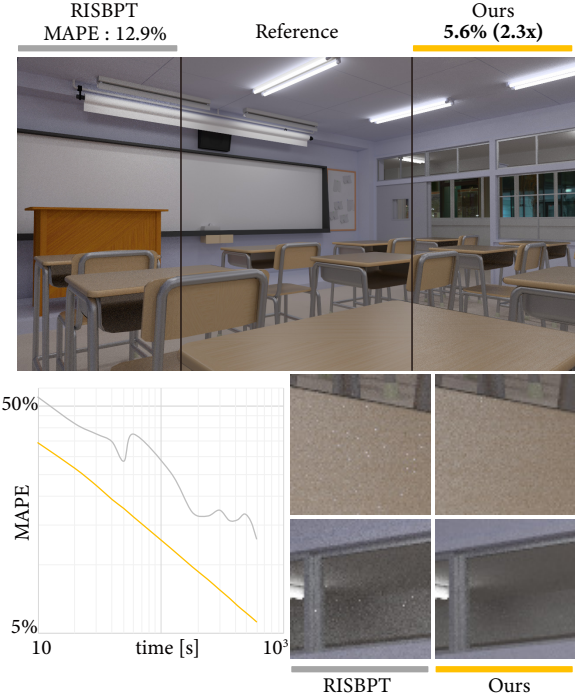 RISBPT
MAPE : 12.9%
Reference
Ours
5.6% (2.3x)
50%
MAPE
5%
10
time [s]
10³
RISBPT
Ours